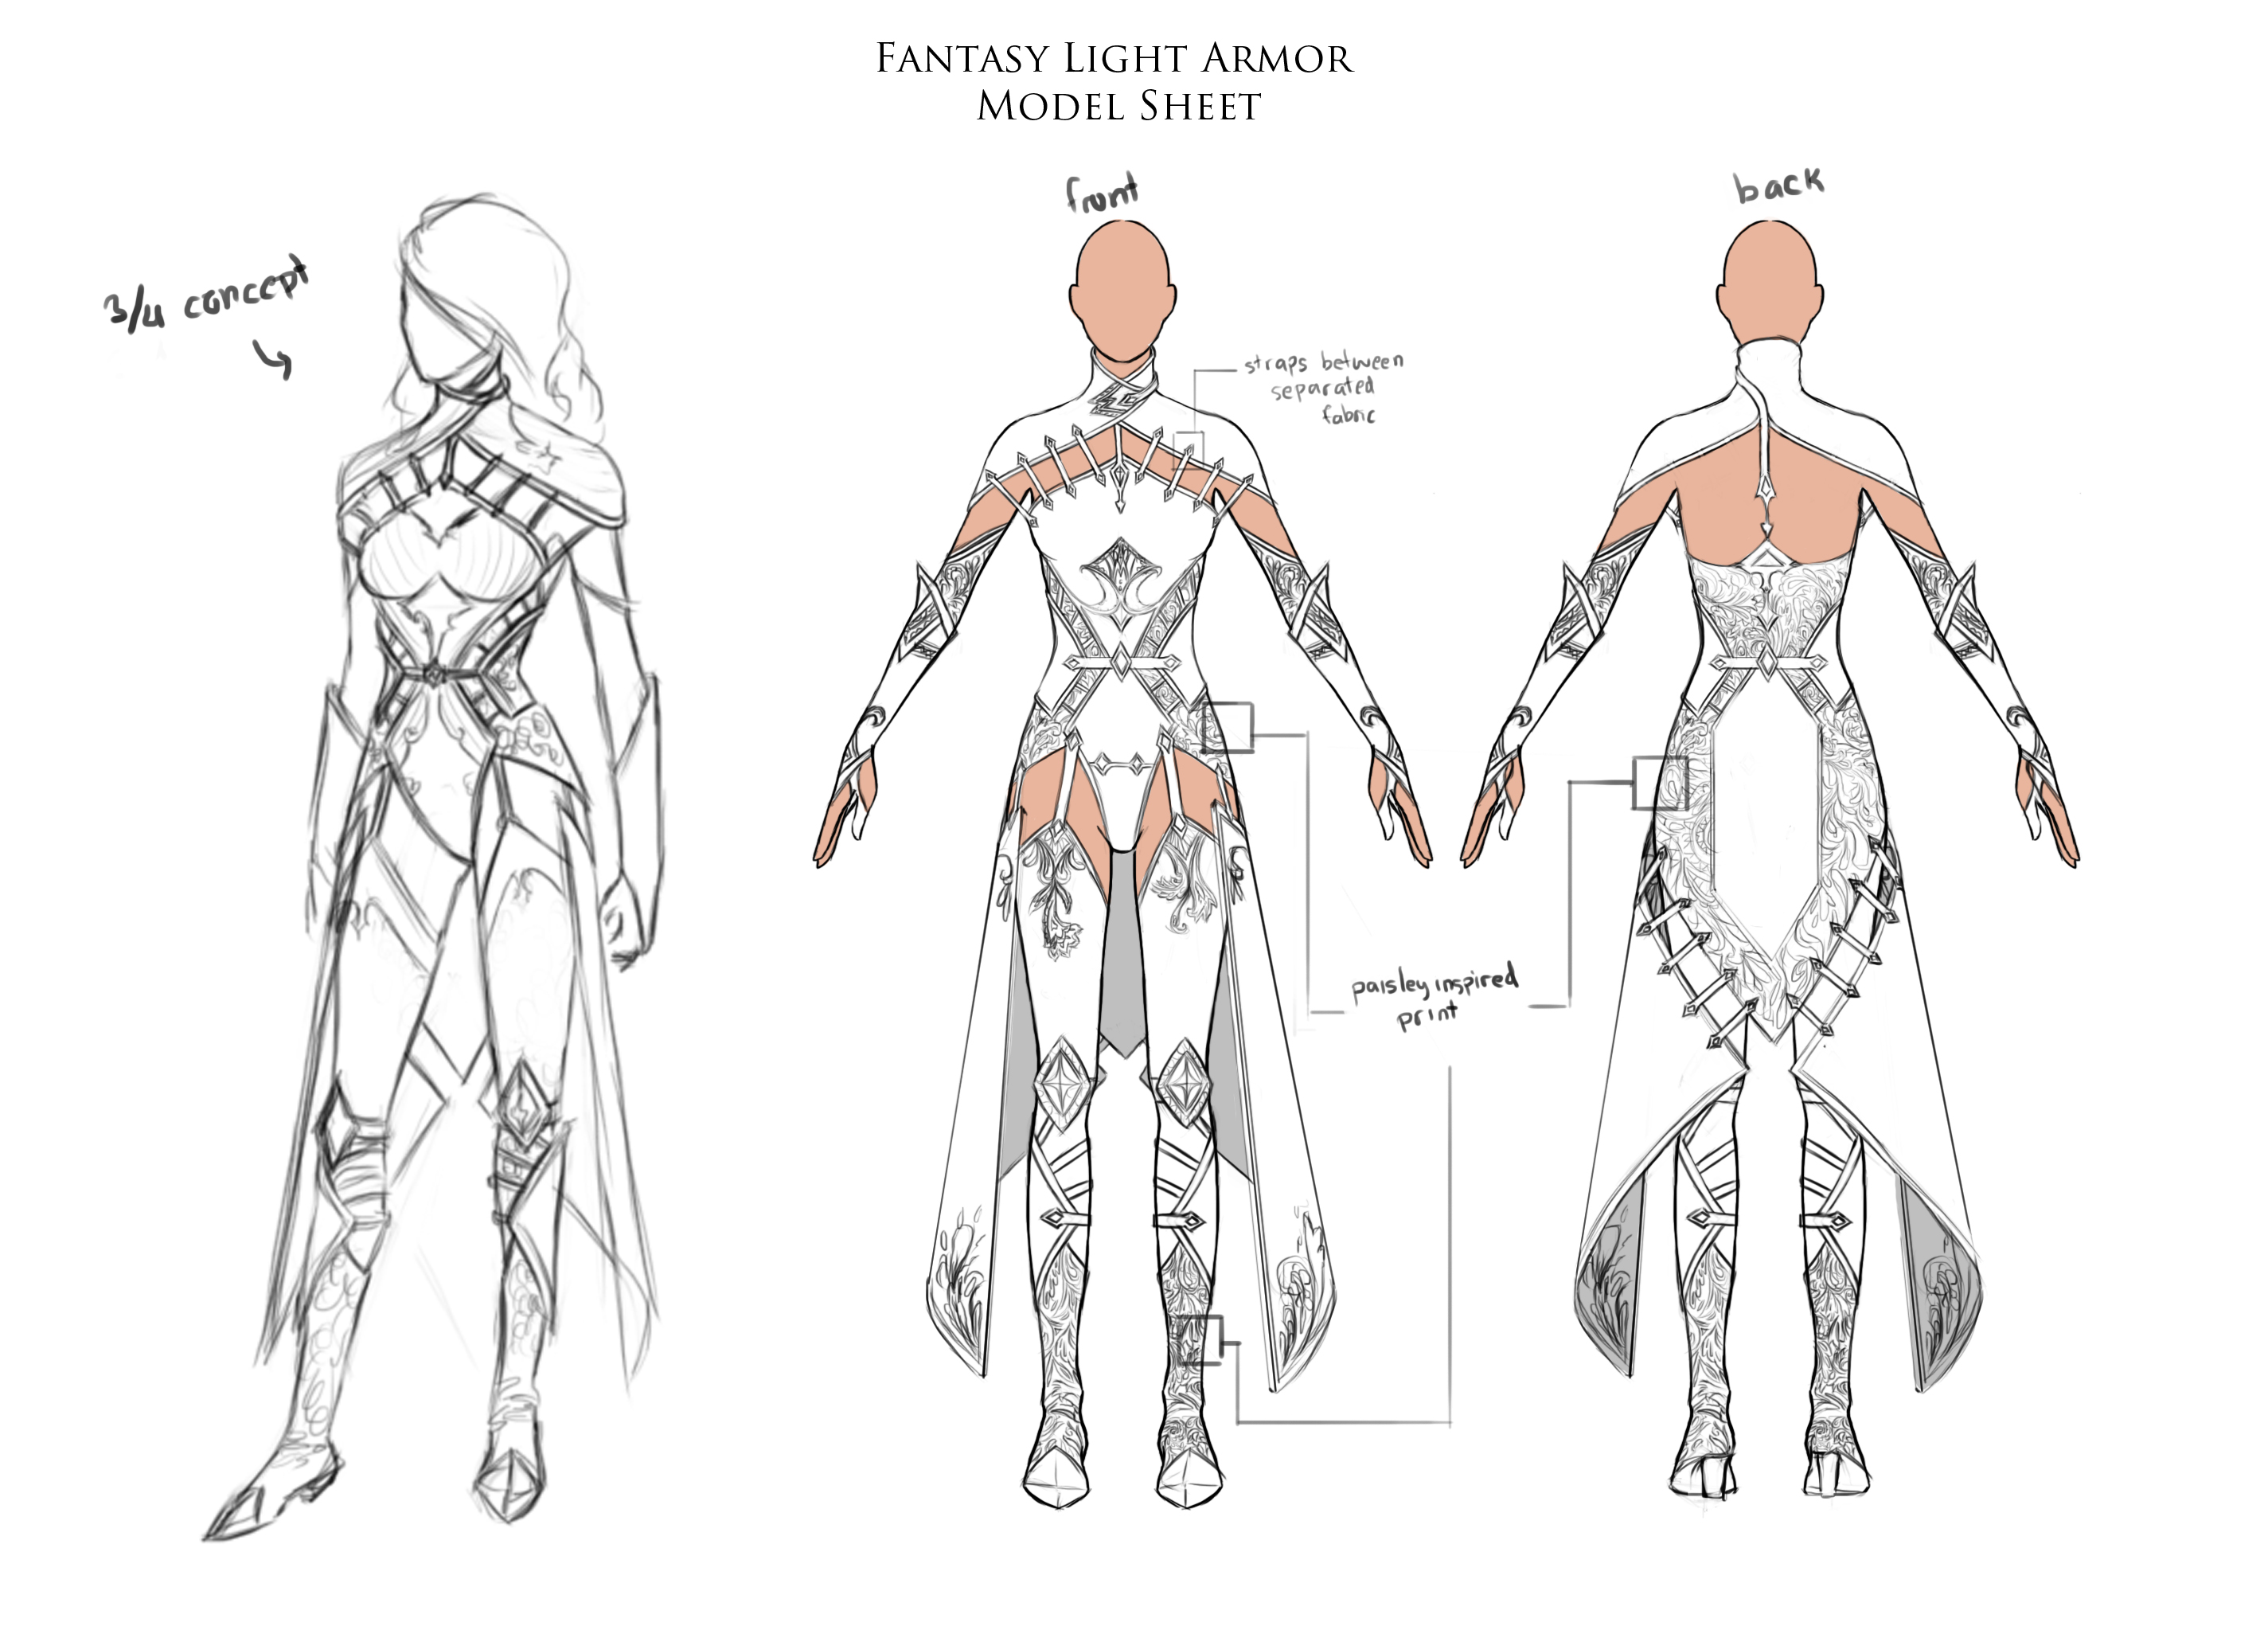 FANTASY LIGHT ARMOR
MODEL SHEET
front
back
3/4 concept
straps between
separated
fabric
paisley inspired
print